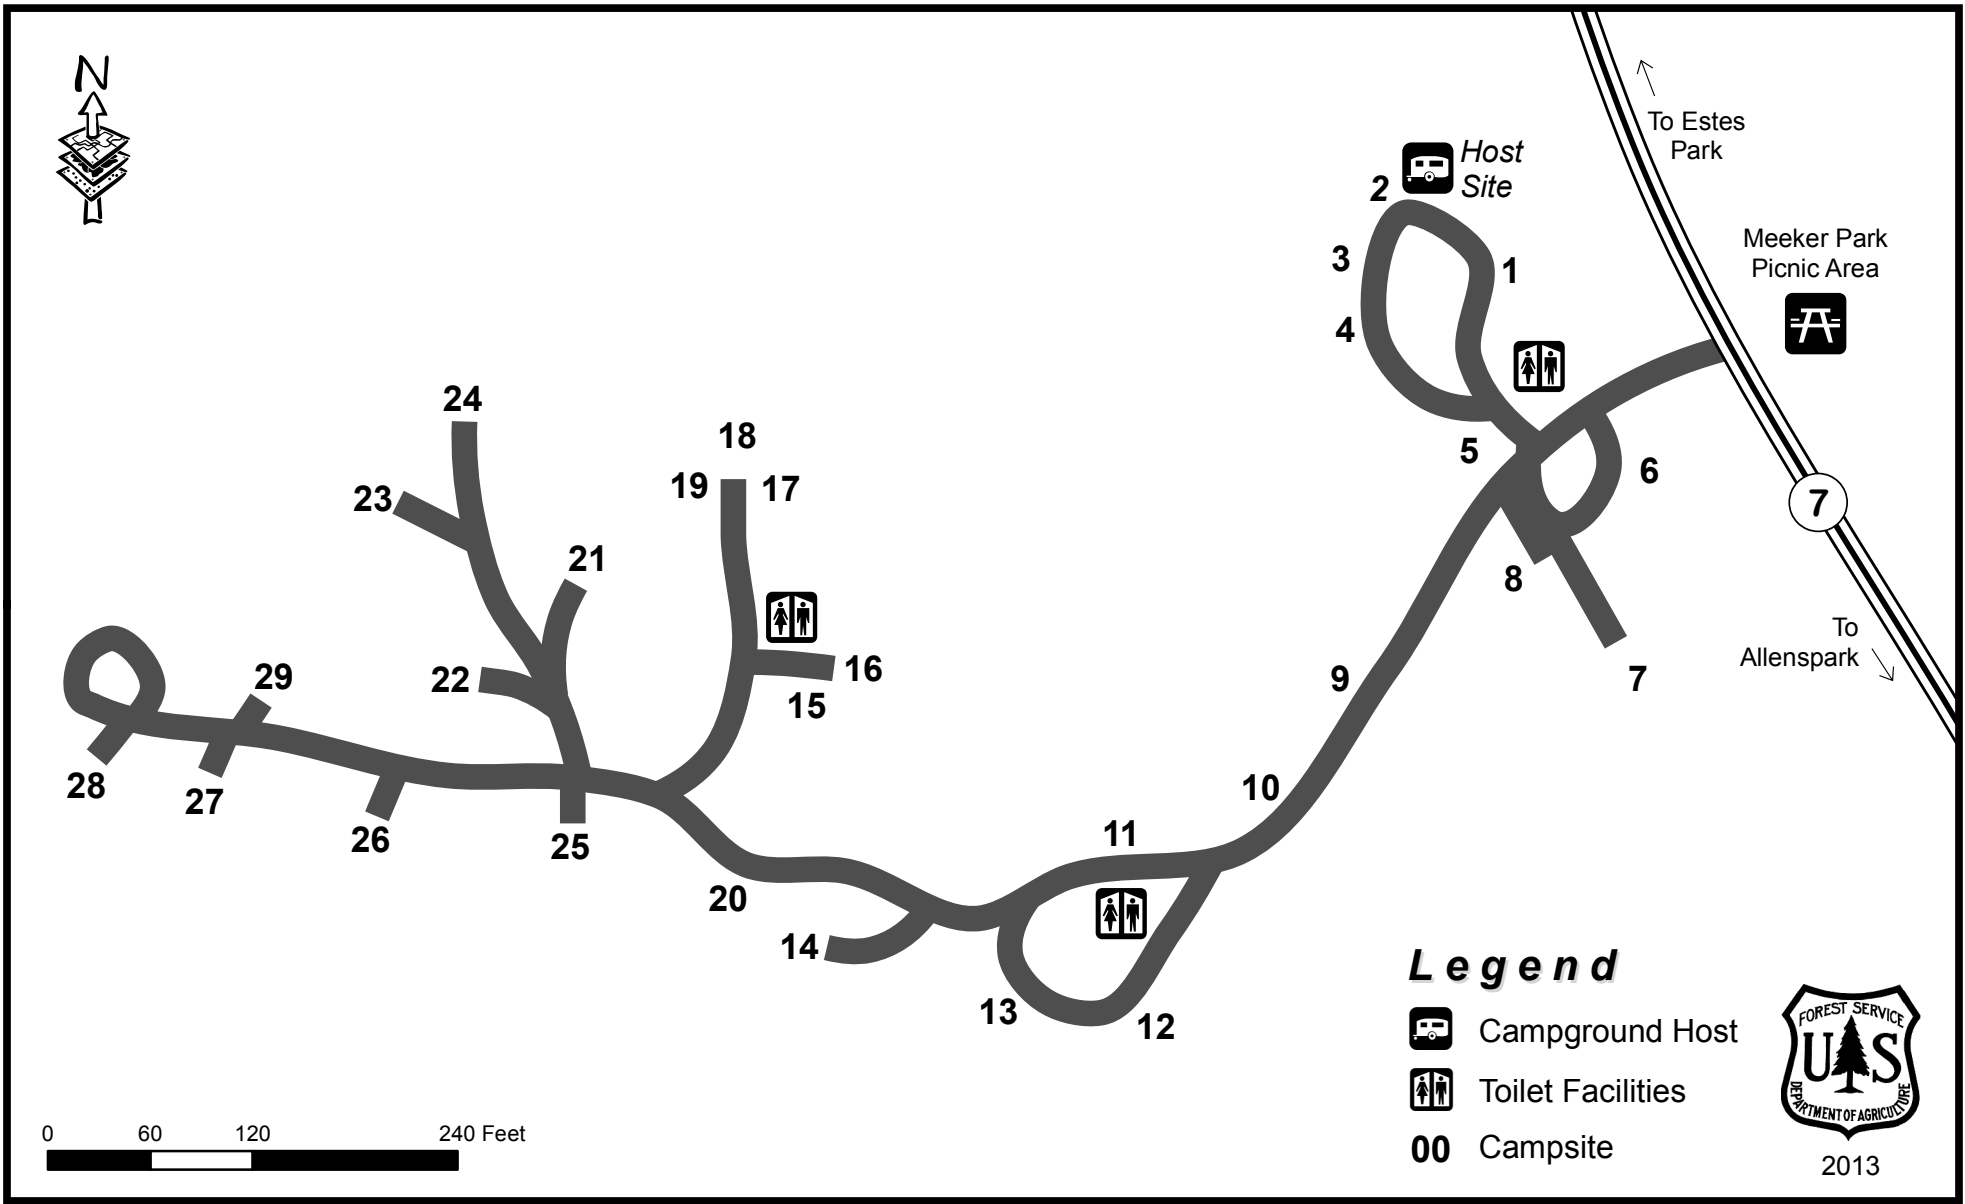 N
To Estes
Park
Host
Site
2
Meeker Park
Picnic Area
3
1
4
24
18
5
6
19
17
23
7
21
8
22
29
16
9
7
15
To
Allenspark
28
27
10
26
25
11
20
14
13
12
Legend
Campground Host
Toilet Facilities
00 Campsite
FOREST SERVICE
U S
DEPARTMENT OF AGRICULTURE
2013
0 60 120 240 Feet